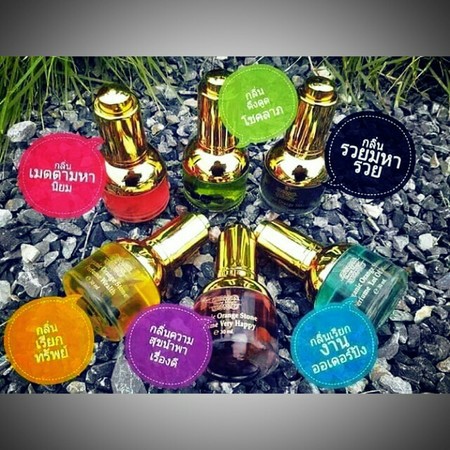 กลิ่น
ดึงดูด
โชคลาภ
กลิ่น
เมตตามหา
นิยม
กลิ่น
รวยมหา
รวย
กลิ่น
เรียก
ทรัพย์
กลิ่นความ
สุขนำพา
เรื่องดี
กลิ่นเรียก
งาน
ออเดอร์ปัง
Orange Stone
Very Happy
30 ml